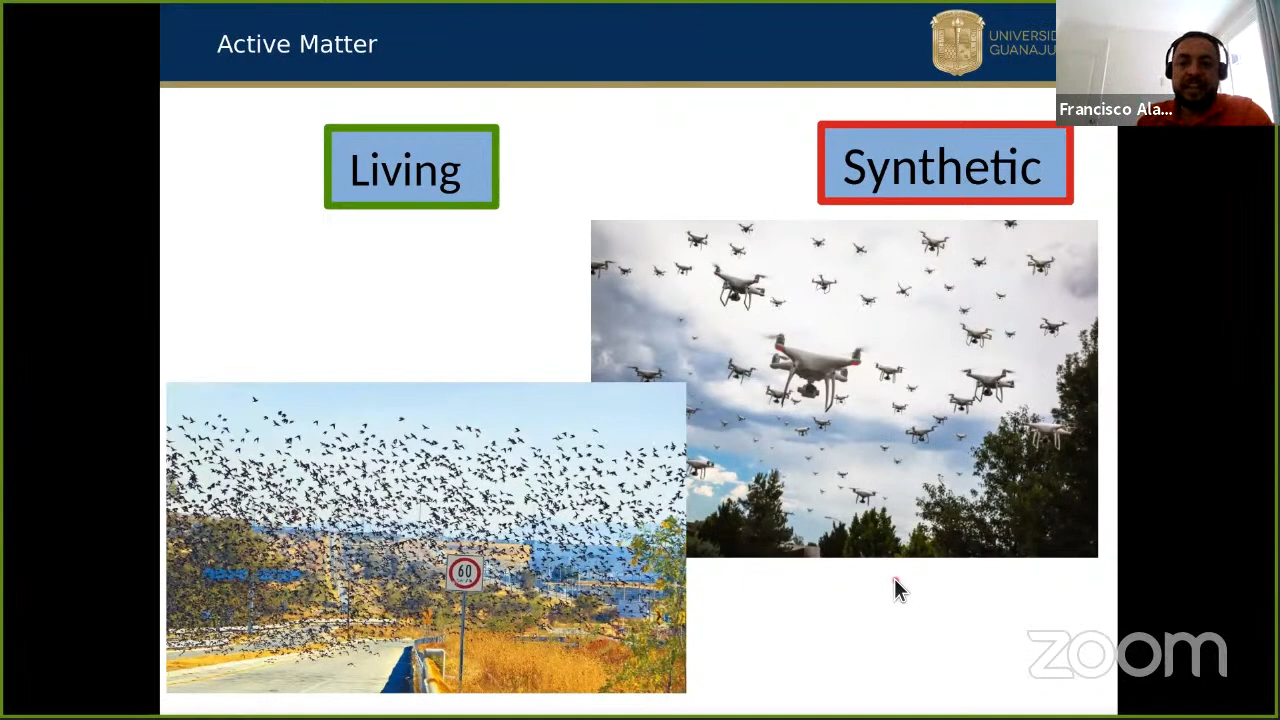 Active Matter
UNIVERSID
GUANAJU
Francisco Ala...
Living
Synthetic
60
zoom